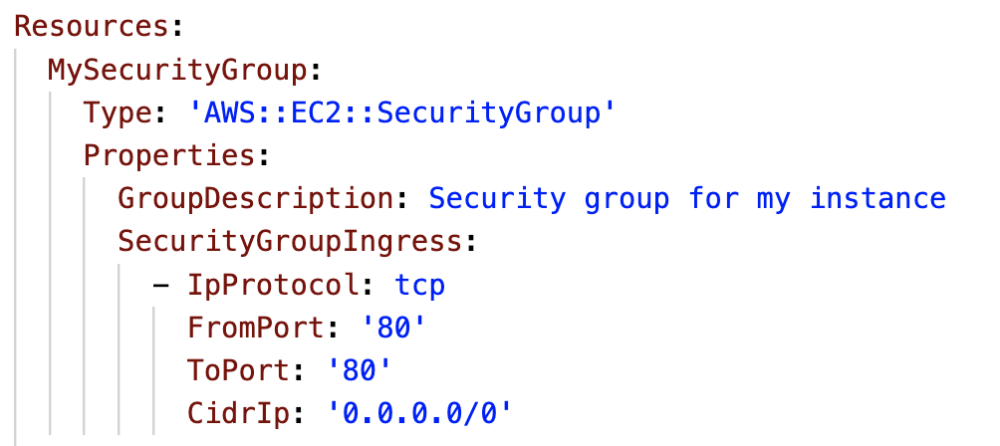 Resources:
MySecurityGroup:
Type: 'AWS::EC2::SecurityGroup'
Properties:
GroupDescription: Security group for my instance
SecurityGroupIngress:
- IpProtocol: tcp
FromPort: '80'
ToPort: '80'
CidrIp: '0.0.0.0/0'